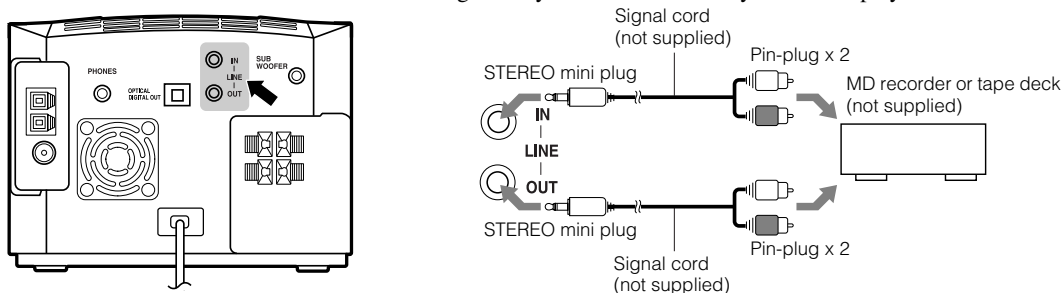 PHONES
OPTICAL
DIGITAL OUT
IN
LINE
OUT
SUB
WOOFER
Signal cord
(not supplied)
Pin-plug x 2
STEREO mini plug
MD recorder or tape deck
(not supplied)
IN
LINE
OUT
STEREO mini plug
Pin-plug x 2
Signal cord
(not supplied)